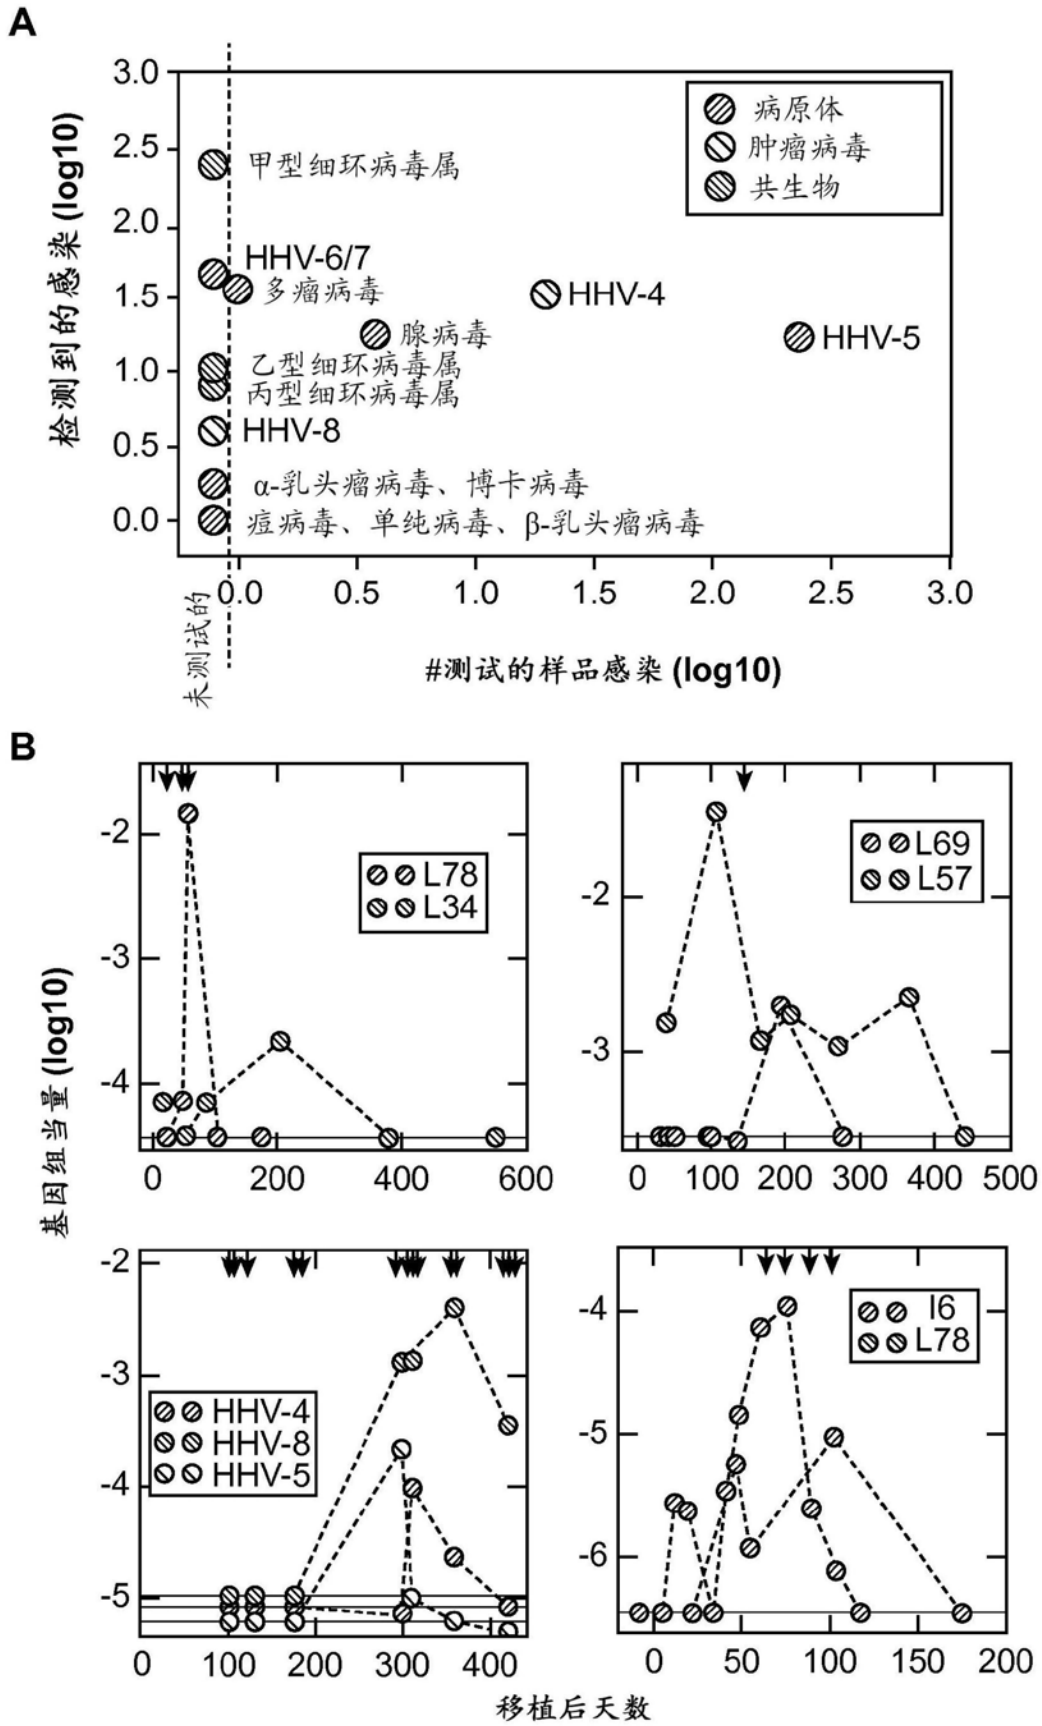 A
检测到的感染 (log10)
3.0
2.5
2.0
1.5
1.0
0.5
0.0
病原体
肿瘤病毒
共生物
甲型细环病毒属
HHV-6/7
多瘤病毒
HHV-4
腺病毒
HHV-5
乙型细环病毒属
丙型细环病毒属
HHV-8
α-乳头瘤病毒、博卡病毒
痘病毒、单纯病毒、β-乳头瘤病毒
未测试的
0.0 0.5 1.0 1.5 2.0 2.5 3.0
#测试的样品感染 (log10)
B
基因组当量 (log10)
-2
-3
-4
L78
L34
0 200 400 600
-2
-3
L69
L57
0 100 200 300 400 500
-2
-3
-4
-5
HHV-4
HHV-8
HHV-5
0 100 200 300 400
-4
-5
-6
I6
L78
0 50 100 150 200
移植后天数